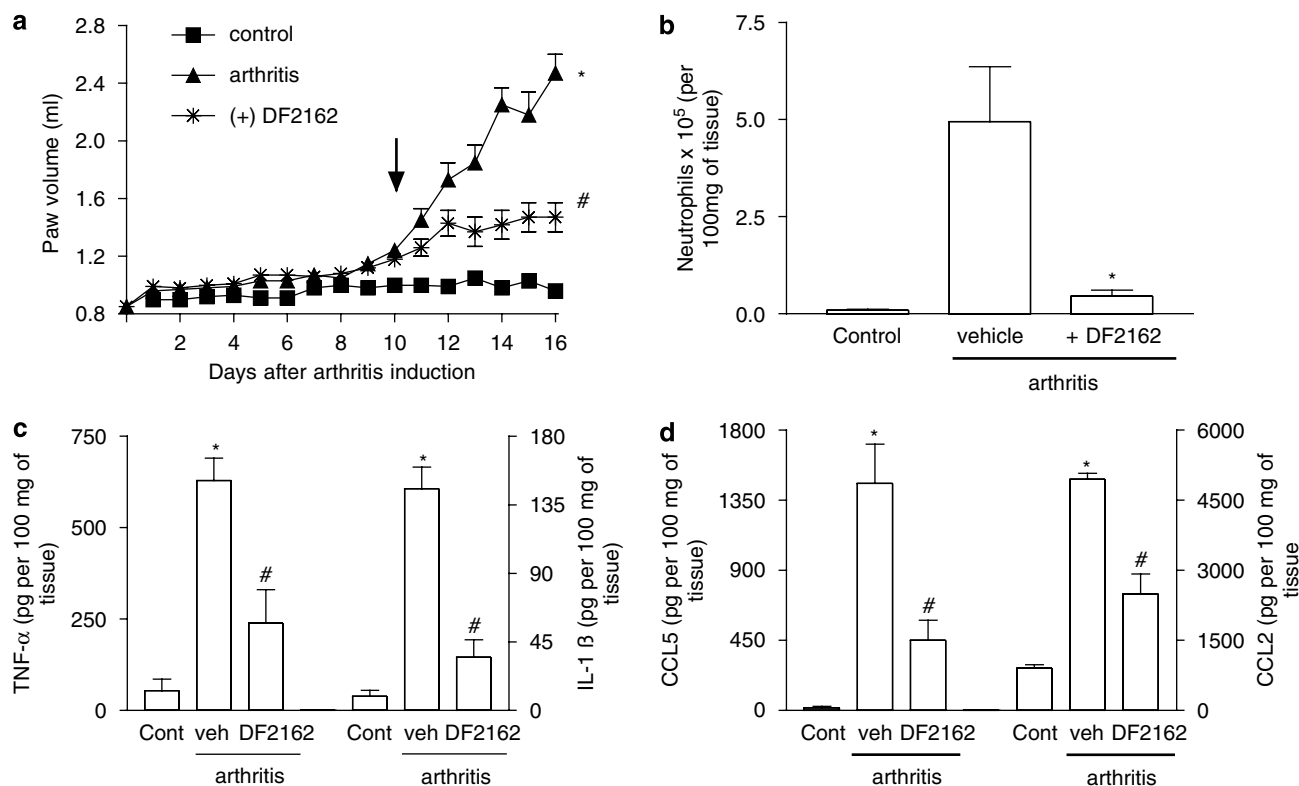 a
2.8
2.4
2.0
1.6
1.2
0.8
Paw volume (ml)
control
arthritis
(+) DF2162
*
#
2 4 6 8 10 12 14 16
Days after arthritis induction
b
7.5
5.0
2.5
0.0
Neutrophils x 10⁵ (per
100mg of tissue)
*
Control vehicle + DF2162
arthritis
c
750
500
250
0
TNF-α (pg per 100 mg of
tissue)
* # * #
180
135
90
45
0
IL-1 ß (pg per 100 mg of
tissue)
Cont veh DF2162 Cont veh DF2162
arthritis arthritis
d
1800
1350
900
450
0
CCL5 (pg per 100 mg of
tissue)
* # * #
6000
4500
3000
1500
0
CCL2 (pg per 100 mg of
tissue
Cont veh DF2162 Cont veh DF2162
arthritis arthritis